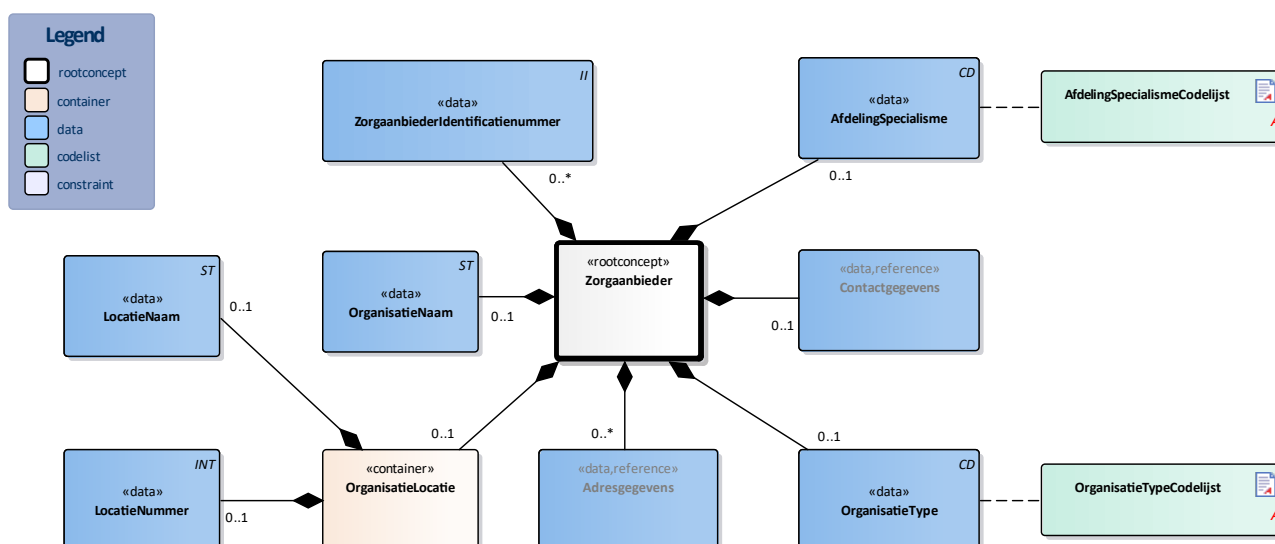 Legend
rootconcept
container
data
codelist
constraint
II
«data»
ZorgaanbiederIdentificatienummer
0..*
CD
«data»
AfdelingSpecialisme
0..1
AfdelingSpecialismeCodelijst
ST
«data»
LocatieNaam
0..1
ST
«data»
OrganisatieNaam
0..1
«rootconcept»
Zorgaanbieder
«data,reference»
Contactgegevens
0..1
0..1
0..*
0..1
INT
«data»
LocatieNummer
0..1
«container»
OrganisatieLocatie
«data,reference»
Adresgegevens
CD
«data»
OrganisatieType
OrganisatieTypeCodelijst